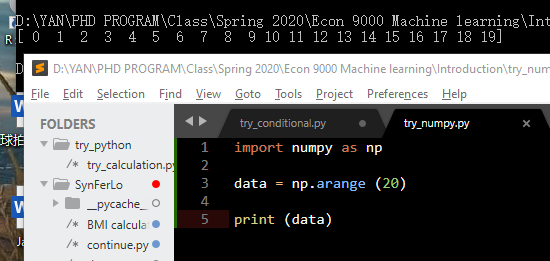 D:\YAN\PHD PROGRAM\Class\Spring 2020\Econ 9000 Machine learning\Int
[ 0 1 2 3 4 5 6 7 8 9 10 11 12 13 14 15 16 17 18 19]
D:\YAN\PHD PROGRAM\Class\Spring 2020\Econ 9000 Machine learning\Introduction\try_num
File Edit Selection Find View Goto Tools Project Preferences Help
FOLDERS
try_python
/* try_calculation.py
SynFerLo
__pycache__
/* BMI calcula
/* continue.py
try_conditional.py
try_numpy.py ×
1 import numpy as np
2
3 data = np.arange (20)
4
5 print (data)